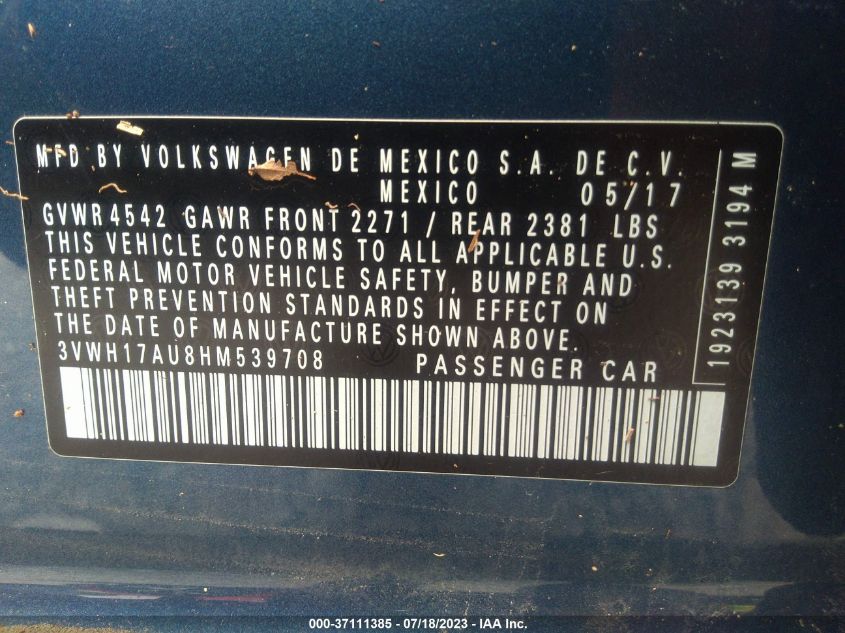 MFD BY VOLKSWAGEN DE MEXICO S.A. DE C.V.
MEXICO 05/17
GVWR4542 GAWR FRONT 2271 / REAR 2381 LBS
THIS VEHICLE CONFORMS TO ALL APPLICABLE U.S.
FEDERAL MOTOR VEHICLE SAFETY, BUMPER AND
THEFT PREVENTION STANDARDS IN EFFECT ON
THE DATE OF MANUFACTURE SHOWN ABOVE.
3VWH17AU8HM539708 PASSENGER CAR
1923139 3194 M
000-37111385 - 07/18/2023 - IAA Inc.